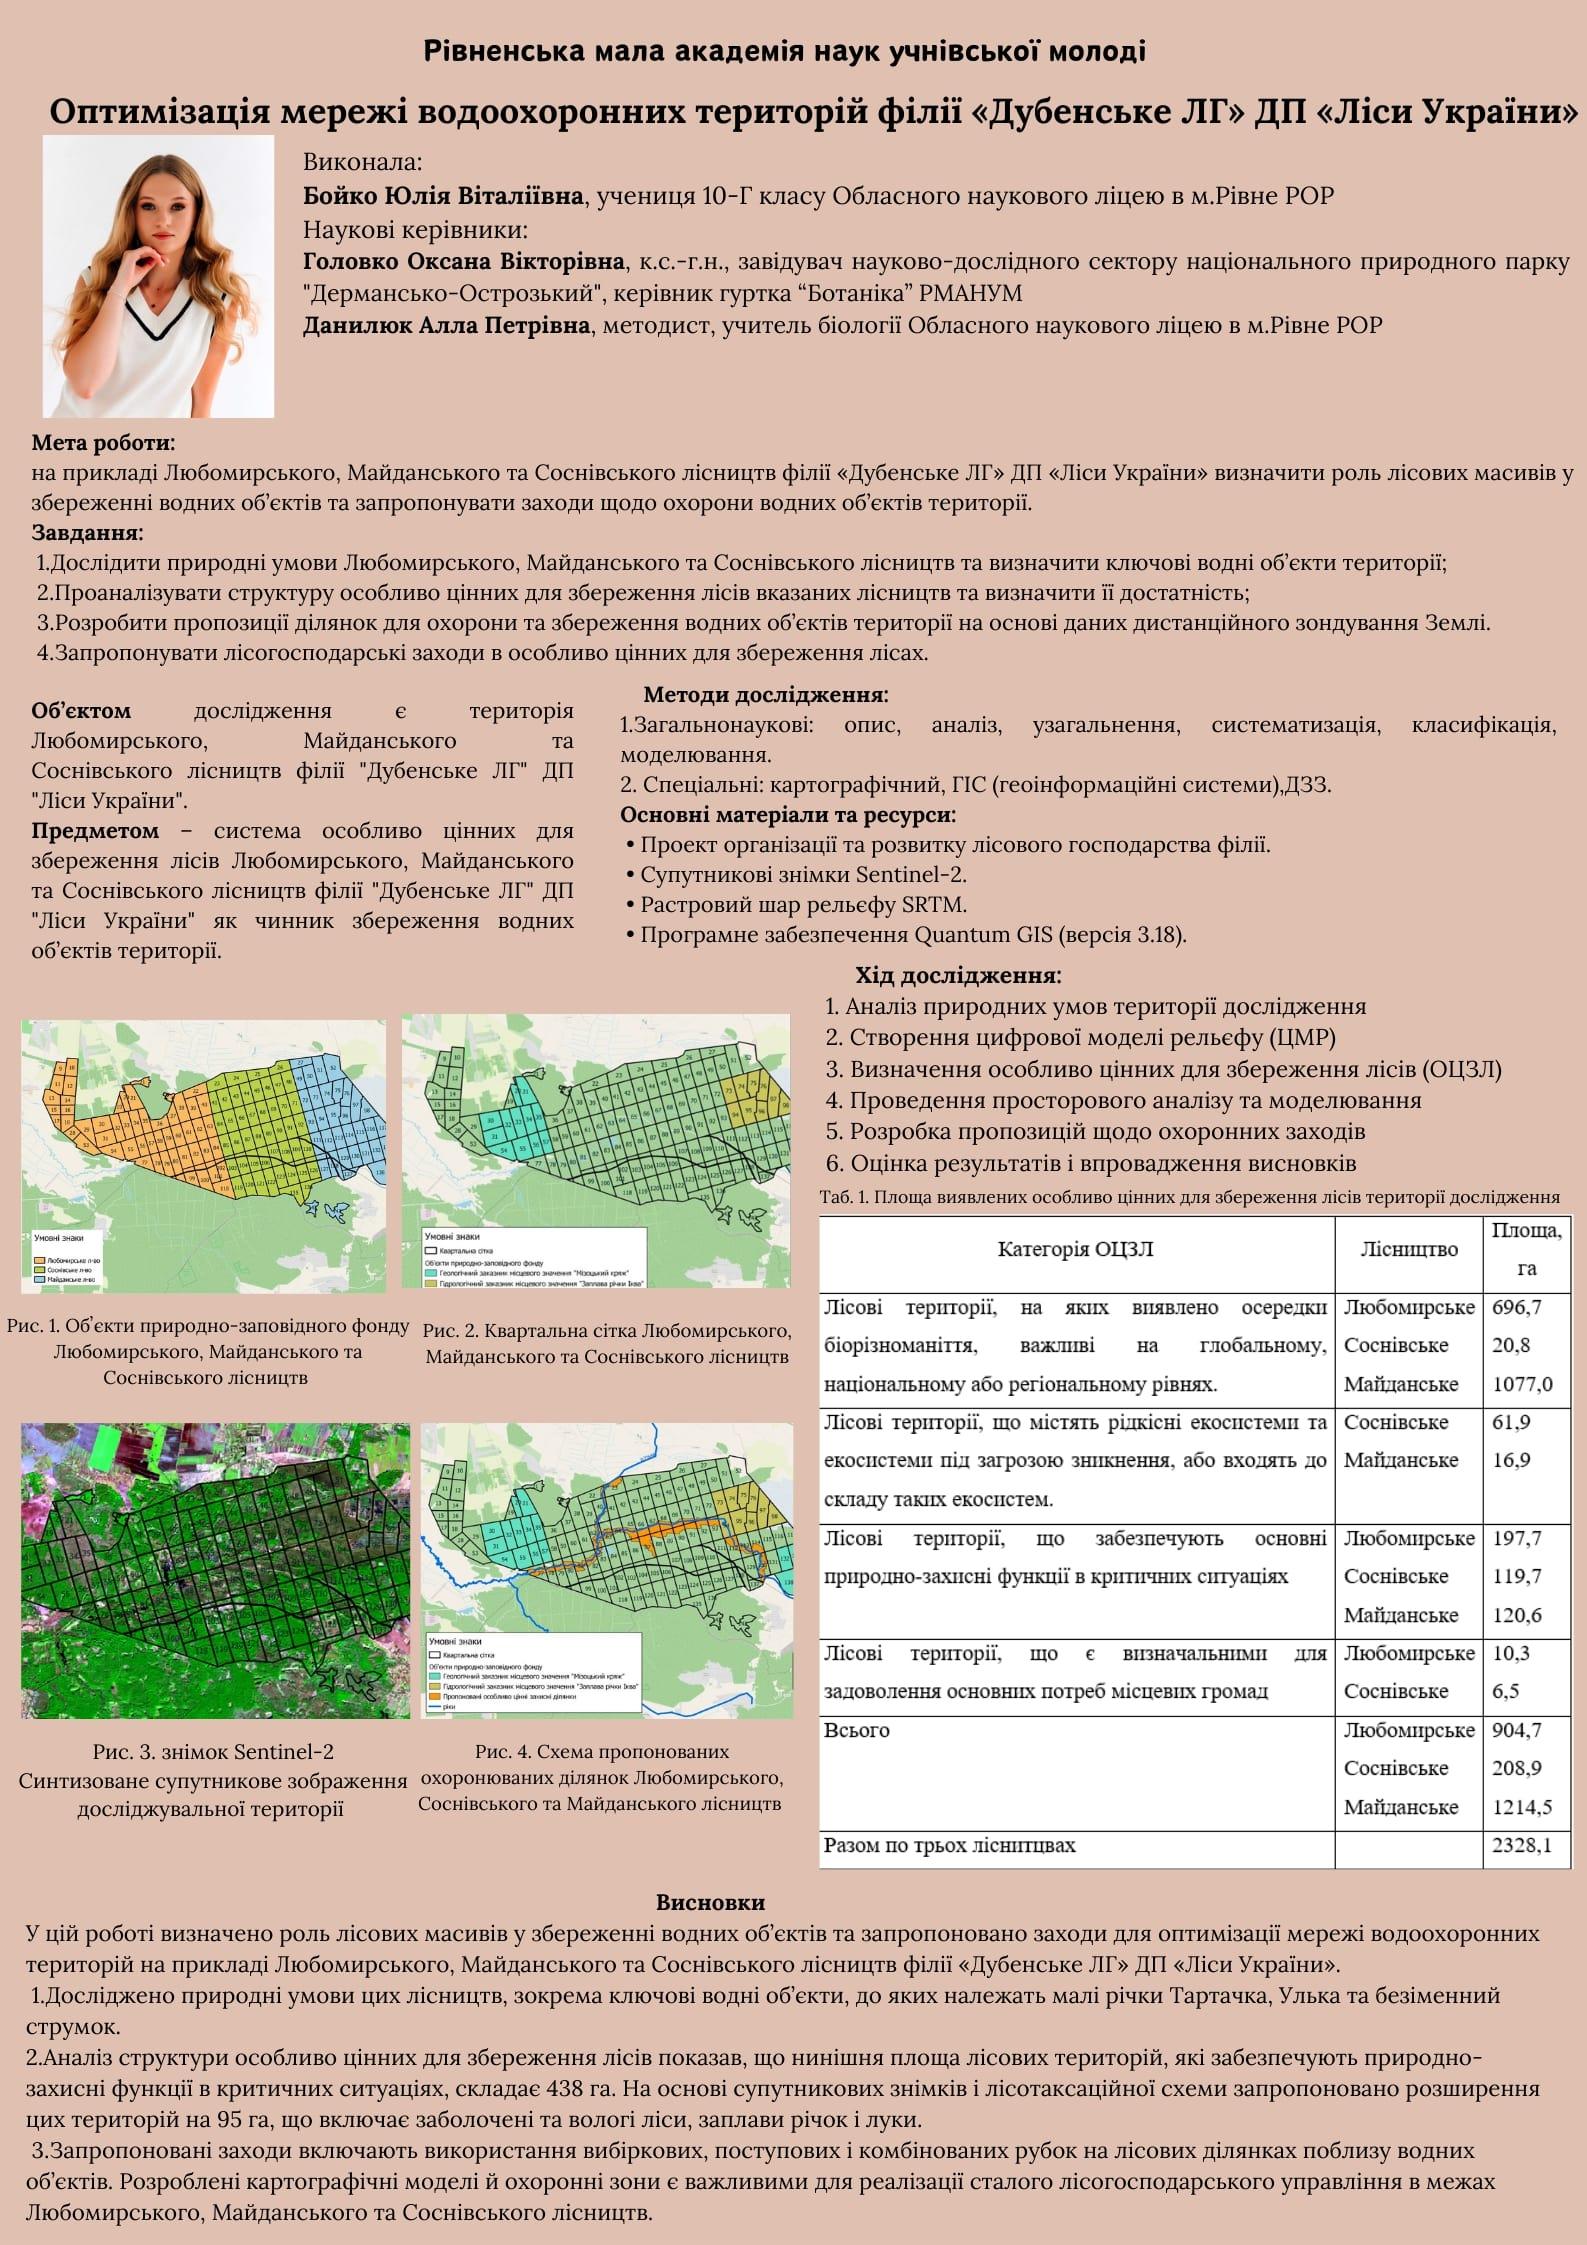 Рівненська мала академія наук учнівської молоді
Оптимізація мережі водоохоронних територій філії «Дубенське ЛГ» ДП «Ліси України»
Виконала:
Бойко Юлія Віталіївна, учениця 10-Г класу Обласного наукового ліцею в м.Рівне РОР
Наукові керівники:
Головко Оксана Вікторівна, к.с.-г.н., завідувач науково-дослідного сектору національного природного парку
"Дермансько-Острозький", керівник гуртка “Ботаніка” РМАНУМ
Данилюк Алла Петрівна, методист, учитель біології Обласного наукового ліцею в м.Рівне РОР
Мета роботи:
на прикладі Любомирського, Майданського та Соснівського лісництв філії «Дубенське ЛГ» ДП «Ліси України» визначити роль лісових масивів у
збереженні водних об’єктів та запропонувати заходи щодо охорони водних об’єктів території.
Завдання:
1.Дослідити природні умови Любомирського, Майданського та Соснівського лісництв та визначити ключові водні об’єкти території;
2.Проаналізувати структуру особливо цінних для збереження лісів вказаних лісництв та визначити її достатність;
3.Розробити пропозиції ділянок для охорони та збереження водних об’єктів території на основі даних дистанційного зондування Землі.
4.Запропонувати лісогосподарські заходи в особливо цінних для збереження лісах.
Об’єктом дослідження є територія
Любомирського, Майданського та
Соснівського лісництв філії "Дубенське ЛГ" ДП
"Ліси України".
Предметом – система особливо цінних для
збереження лісів Любомирського, Майданського
та Соснівського лісництв філії "Дубенське ЛГ" ДП
"Ліси України" як чинник збереження водних
об’єктів території.
Методи дослідження:
1.Загальнонаукові: опис, аналіз, узагальнення, систематизація, класифікація,
моделювання.
2. Спеціальні: картографічний, ГІС (геоінформаційні системи),ДЗЗ.
Основні матеріали та ресурси:
• Проект організації та розвитку лісового господарства філії.
• Супутникові знімки Sentinel-2.
• Растровий шар рельєфу SRTM.
• Програмне забезпечення Quantum GIS (версія 3.18).
Хід дослідження:
1. Аналіз природних умов території дослідження
2. Створення цифрової моделі рельєфу (ЦМР)
3. Визначення особливо цінних для збереження лісів (ОЦЗЛ)
4. Проведення просторового аналізу та моделювання
5. Розробка пропозицій щодо охоронних заходів
6. Оцінка результатів і впровадження висновків
Умовні знаки
Любомирське л-во
Соснівське л-во
Майданське л-во
Рис. 1. Об’єкти природно-заповідного фонду
Любомирського, Майданського та
Соснівського лісництв
Умовні знаки
Квартальна сітка
Об'єкти природно-заповідного фонду
Геологічний заказник місцевого значення "Мізоцький кряж"
Гідрологічний заказник місцевого значення "Заплава річки Іква"
Рис. 2. Квартальна сітка Любомирського,
Майданського та Соснівського лісництв
Рис. 3. знімок Sentinel-2
Синтизоване супутникове зображення
досліджувальної території
Умовні знаки
Квартальна сітка
Об'єкти природно-заповідного фонду
Геологічний заказник місцевого значення "Мізоцький кряж"
Гідрологічний заказник місцевого значення "Заплава річки Іква"
Пропоновані особливо цінні захисні ділянки
річки
Рис. 4. Схема пропонованих
охоронюваних ділянок Любомирського,
Соснівського та Майданського лісництв
Таб. 1. Площа виявлених особливо цінних для збереження лісів території дослідження
Категорія ОЦЗЛ Лісництво Площа,
га
Лісові території, на яких виявлено осередки Любомирське 696,7
біорізноманіття, важливі на глобальному, Соснівське 20,8
національному або регіональному рівнях. Майданське 1077,0
Лісові території, що містять рідкісні екосистеми та Соснівське 61,9
екосистеми під загрозою зникнення, або входять до Майданське 16,9
складу таких екосистем.
Лісові території, що забезпечують основні Любомирське 197,7
природно-захисні функції в критичних ситуаціях Соснівське 119,7
Майданське 120,6
Лісові території, що є визначальними для Любомирське 10,3
задоволення основних потреб місцевих громад Соснівське 6,5
Всього Любомирське 904,7
Соснівське 208,9
Майданське 1214,5
Разом по трьох ліснитцвах 2328,1
Висновки
У цій роботі визначено роль лісових масивів у збереженні водних об’єктів та запропоновано заходи для оптимізації мережі водоохоронних
територій на прикладі Любомирського, Майданського та Соснівського лісництв філії «Дубенське ЛГ» ДП «Ліси України».
1.Досліджено природні умови цих лісництв, зокрема ключові водні об’єкти, до яких належать малі річки Тартачка, Улька та безіменний
струмок.
2.Аналіз структури особливо цінних для збереження лісів показав, що нинішня площа лісових територій, які забезпечують природно-
захисні функції в критичних ситуаціях, складає 438 га. На основі супутникових знімків і лісотаксаційної схеми запропоновано розширення
цих територій на 95 га, що включає заболочені та вологі ліси, заплави річок і луки.
3.Запропоновані заходи включають використання вибіркових, поступових і комбінованих рубок на лісових ділянках поблизу водних
об’єктів. Розроблені картографічні моделі й охоронні зони є важливими для реалізації сталого лісогосподарського управління в межах
Любомирського, Майданського та Соснівського лісництв.